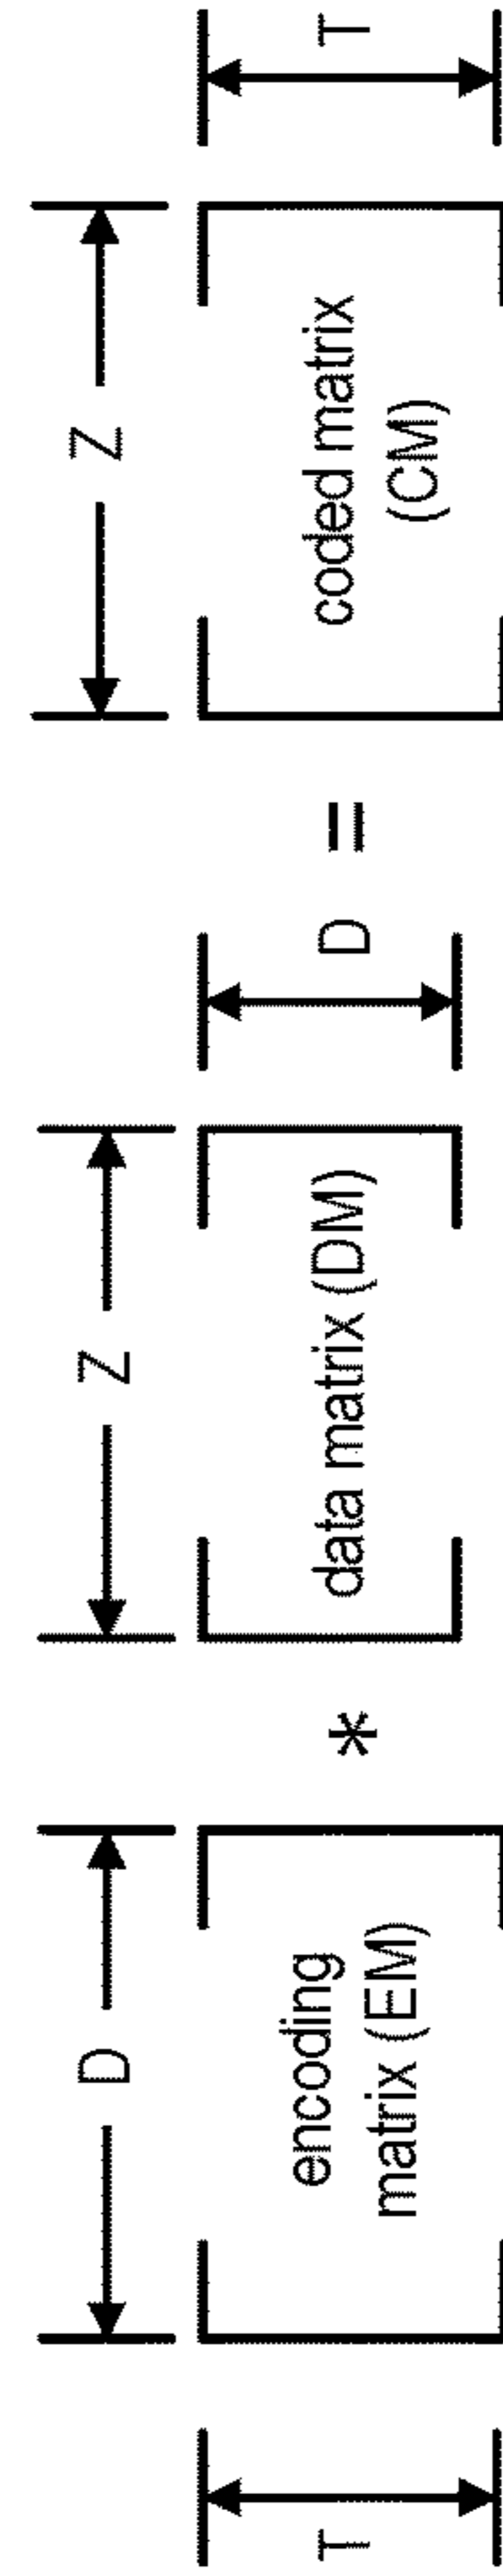 T
D
encoding
matrix (EM)
*
Z
data matrix (DM)
D
=
Z
coded matrix
(CM)
T